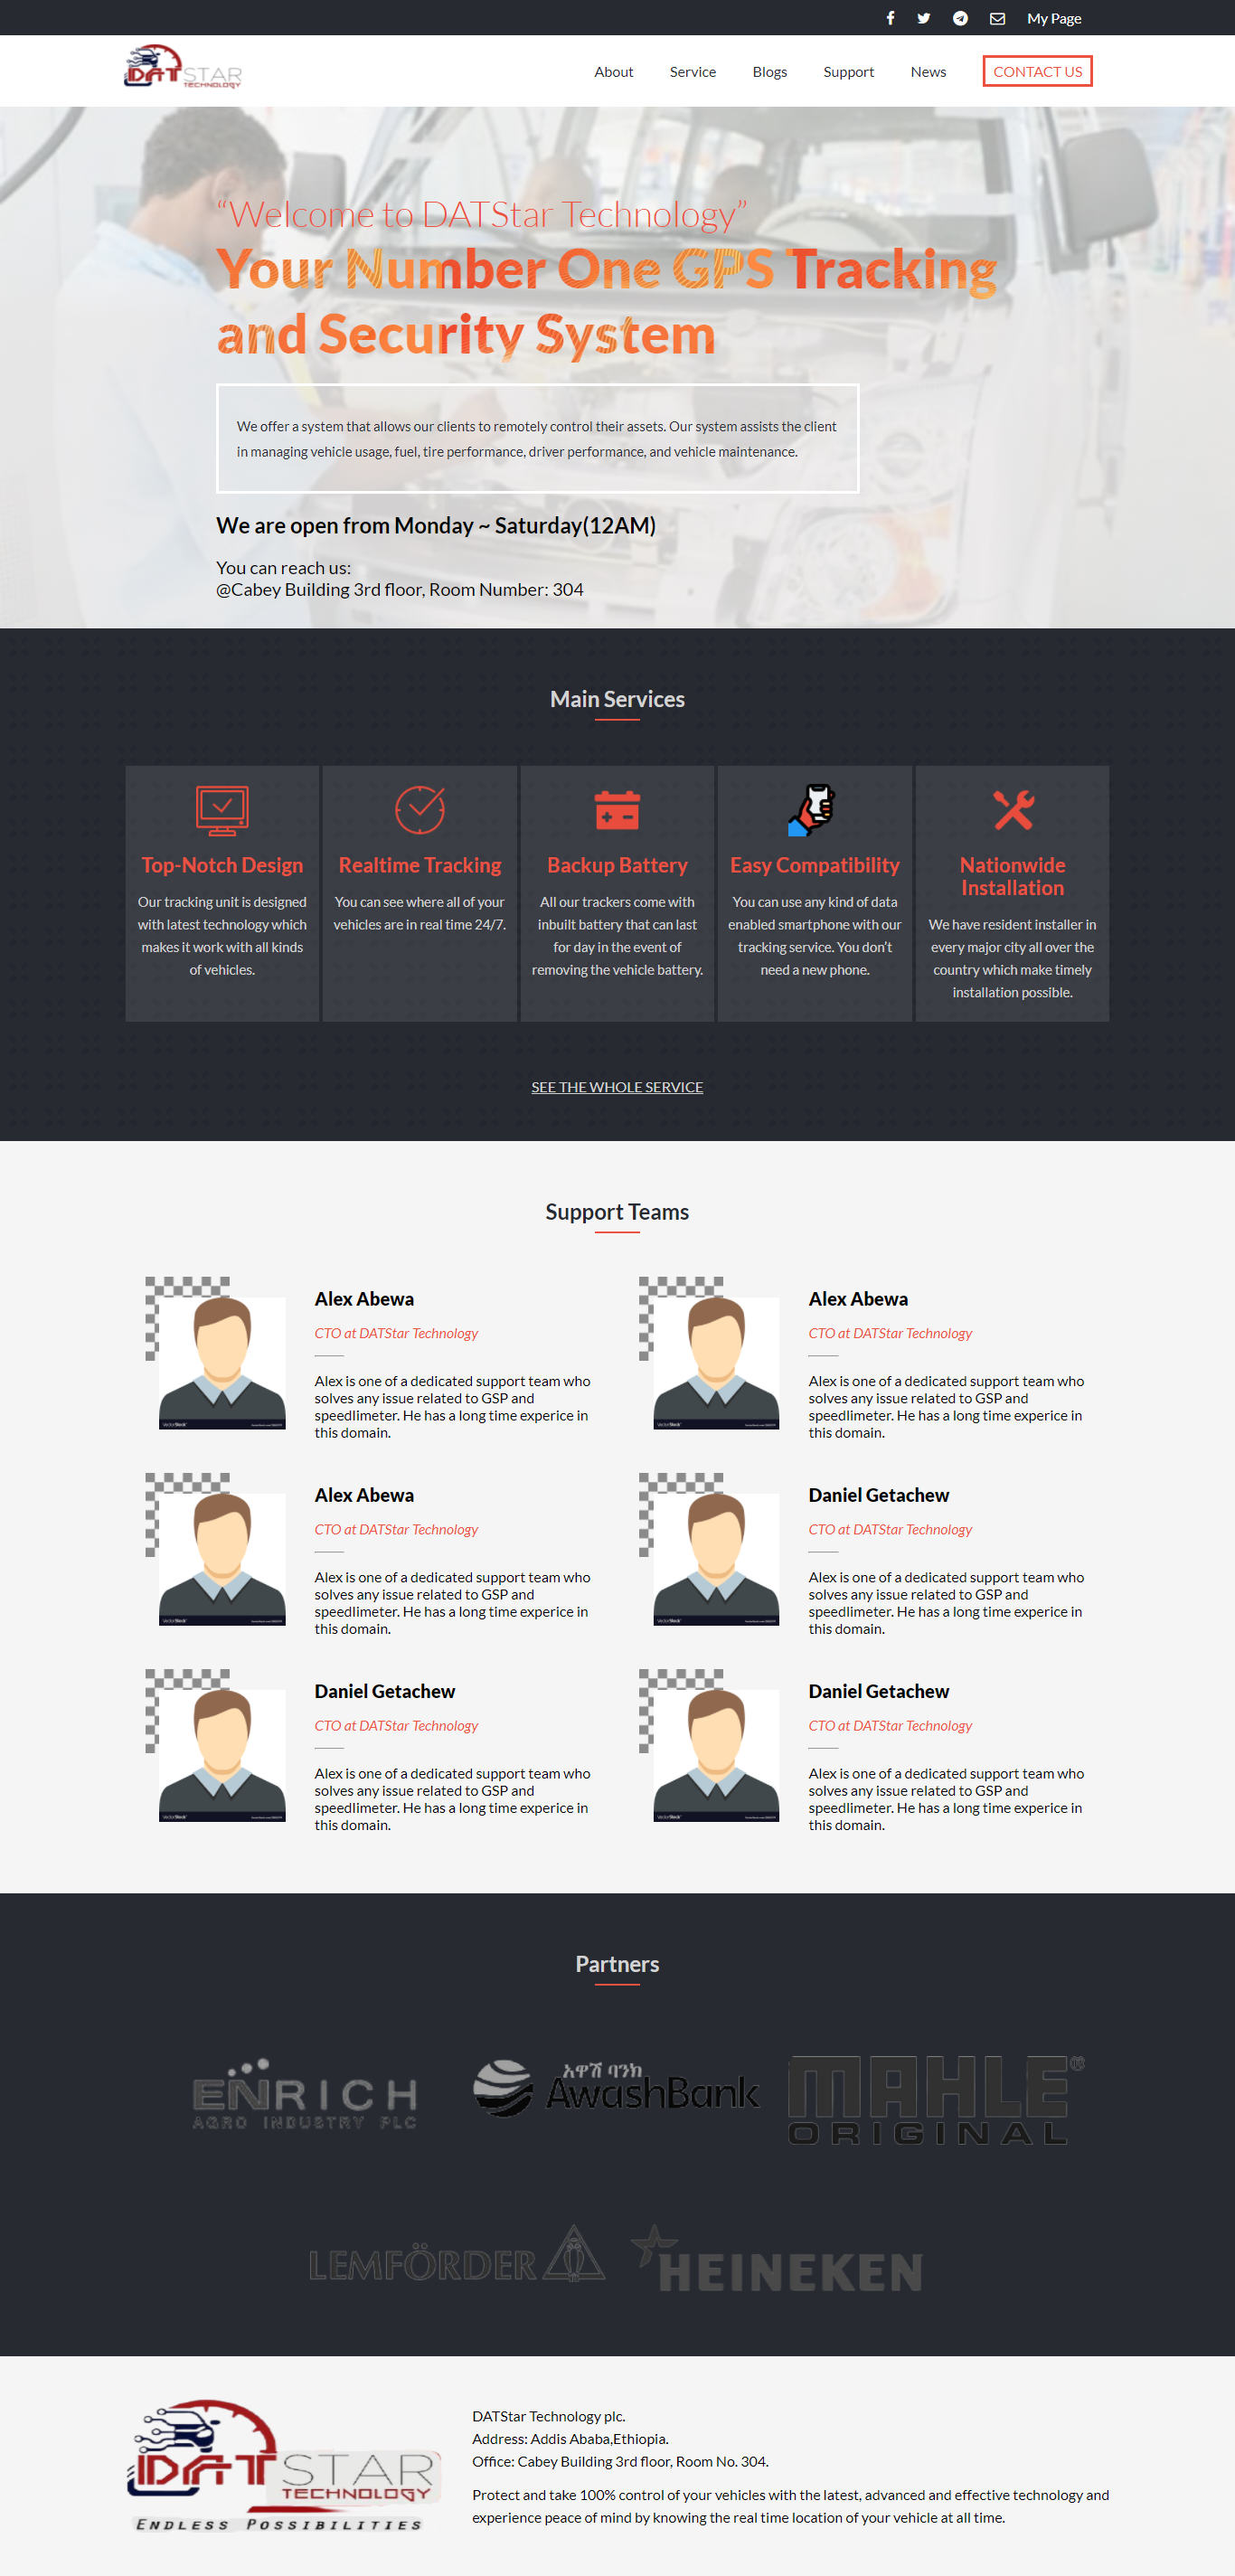 My Page
DAT STAR
TECHNOLOGY
About Service Blogs Support News CONTACT US
“Welcome to DATStar Technology”
Your Number One GPS Tracking
and Security System
We offer a system that allows our clients to remotely control their assets. Our system assists the client
in managing vehicle usage, fuel, tire performance, driver performance, and vehicle maintenance.
We are open from Monday ~ Saturday(12AM)
You can reach us:
@Cabey Building 3rd floor, Room Number: 304
Main Services
Top-Notch Design
Our tracking unit is designed
with latest technology which
makes it work with all kinds
of vehicles.
Realtime Tracking
You can see where all of your
vehicles are in real time 24/7.
Backup Battery
All our trackers come with
inbuilt battery that can last
for day in the event of
removing the vehicle battery.
Easy Compatibility
You can use any kind of data
enabled smartphone with our
tracking service. You don’t
need a new phone.
Nationwide
Installation
We have resident installer in
every major city all over the
country which make timely
installation possible.
SEE THE WHOLE SERVICE
Support Teams
Alex Abewa
CTO at DATStar Technology
Alex is one of a dedicated support team who
solves any issue related to GSP and
speedlimeter. He has a long time experice in
this domain.
VectorStock
Alex Abewa
CTO at DATStar Technology
Alex is one of a dedicated support team who
solves any issue related to GSP and
speedlimeter. He has a long time experice in
this domain.
VectorStock
Alex Abewa
CTO at DATStar Technology
Alex is one of a dedicated support team who
solves any issue related to GSP and
speedlimeter. He has a long time experice in
this domain.
VectorStock
Daniel Getachew
CTO at DATStar Technology
Alex is one of a dedicated support team who
solves any issue related to GSP and
speedlimeter. He has a long time experice in
this domain.
VectorStock
Daniel Getachew
CTO at DATStar Technology
Alex is one of a dedicated support team who
solves any issue related to GSP and
speedlimeter. He has a long time experice in
this domain.
VectorStock
Daniel Getachew
CTO at DATStar Technology
Alex is one of a dedicated support team who
solves any issue related to GSP and
speedlimeter. He has a long time experice in
this domain.
VectorStock
Partners
ENRICH
AGRO INDUSTRY PLC
አዋሽ ባንክ
AwashBank
MAHLE®
ORIGINAL
LEMFÖRDER
HEINEKEN
DAT STAR
TECHNOLOGY
ENDLESS POSSIBILITIES
DATStar Technology plc.
Address: Addis Ababa,Ethiopia.
Office: Cabey Building 3rd floor, Room No. 304.
Protect and take 100% control of your vehicles with the latest, advanced and effective technology and
experience peace of mind by knowing the real time location of your vehicle at all time.